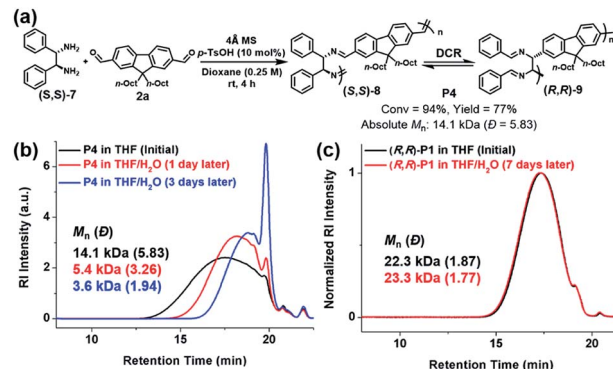 (a)
NH₂
NH₂
(S,S)-7
+
O
O
n-Oct
n-Oct
2a
4Å MS
p-TsOH (10 mol%)
Dioxane (0.25 M)
rt, 4 h
N
N
n-Oct
n-Oct
n
(S,S)-8
DCR
P4
N
N
n-Oct
n-Oct
n
(R,R)-9
Conv = 94%, Yield = 77%
Absolute Mn: 14.1 kDa (Đ = 5.83)
(b)
P4 in THF (Initial)
P4 in THF/H₂O (1 day later)
P4 in THF/H₂O (3 days later)
Mn (Đ)
14.1 kDa (5.83)
5.4 kDa (3.26)
3.6 kDa (1.94)
RI Intensity (a.u.)
6
4
2
0
10
15
20
Retention Time (min)
(c)
(R,R)-P1 in THF (Initial)
(R,R)-P1 in THF/H₂O (7 days later)
Mn (Đ)
22.3 kDa (1.87)
23.3 kDa (1.77)
Normalized RI Intensity
1
0
10
15
20
Retention Time (min)